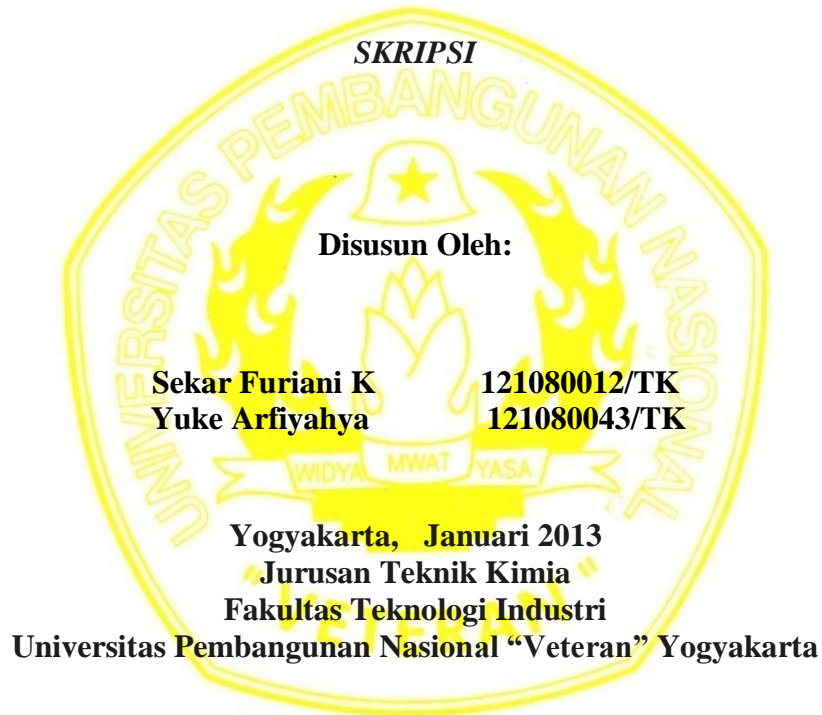 SKRIPSI
UNIVERSITAS PEMBANGUNAN NASIONAL
Disusun Oleh:
Sekar Furiani K 121080012/TK
Yuke Arfiyahya 121080043/TK
WIDYA MWAT YASA
Yogyakarta, Januari 2013
Jurusan Teknik Kimia
"VETERAN"
Fakultas Teknologi Industri
Universitas Pembangunan Nasional “Veteran” Yogyakarta